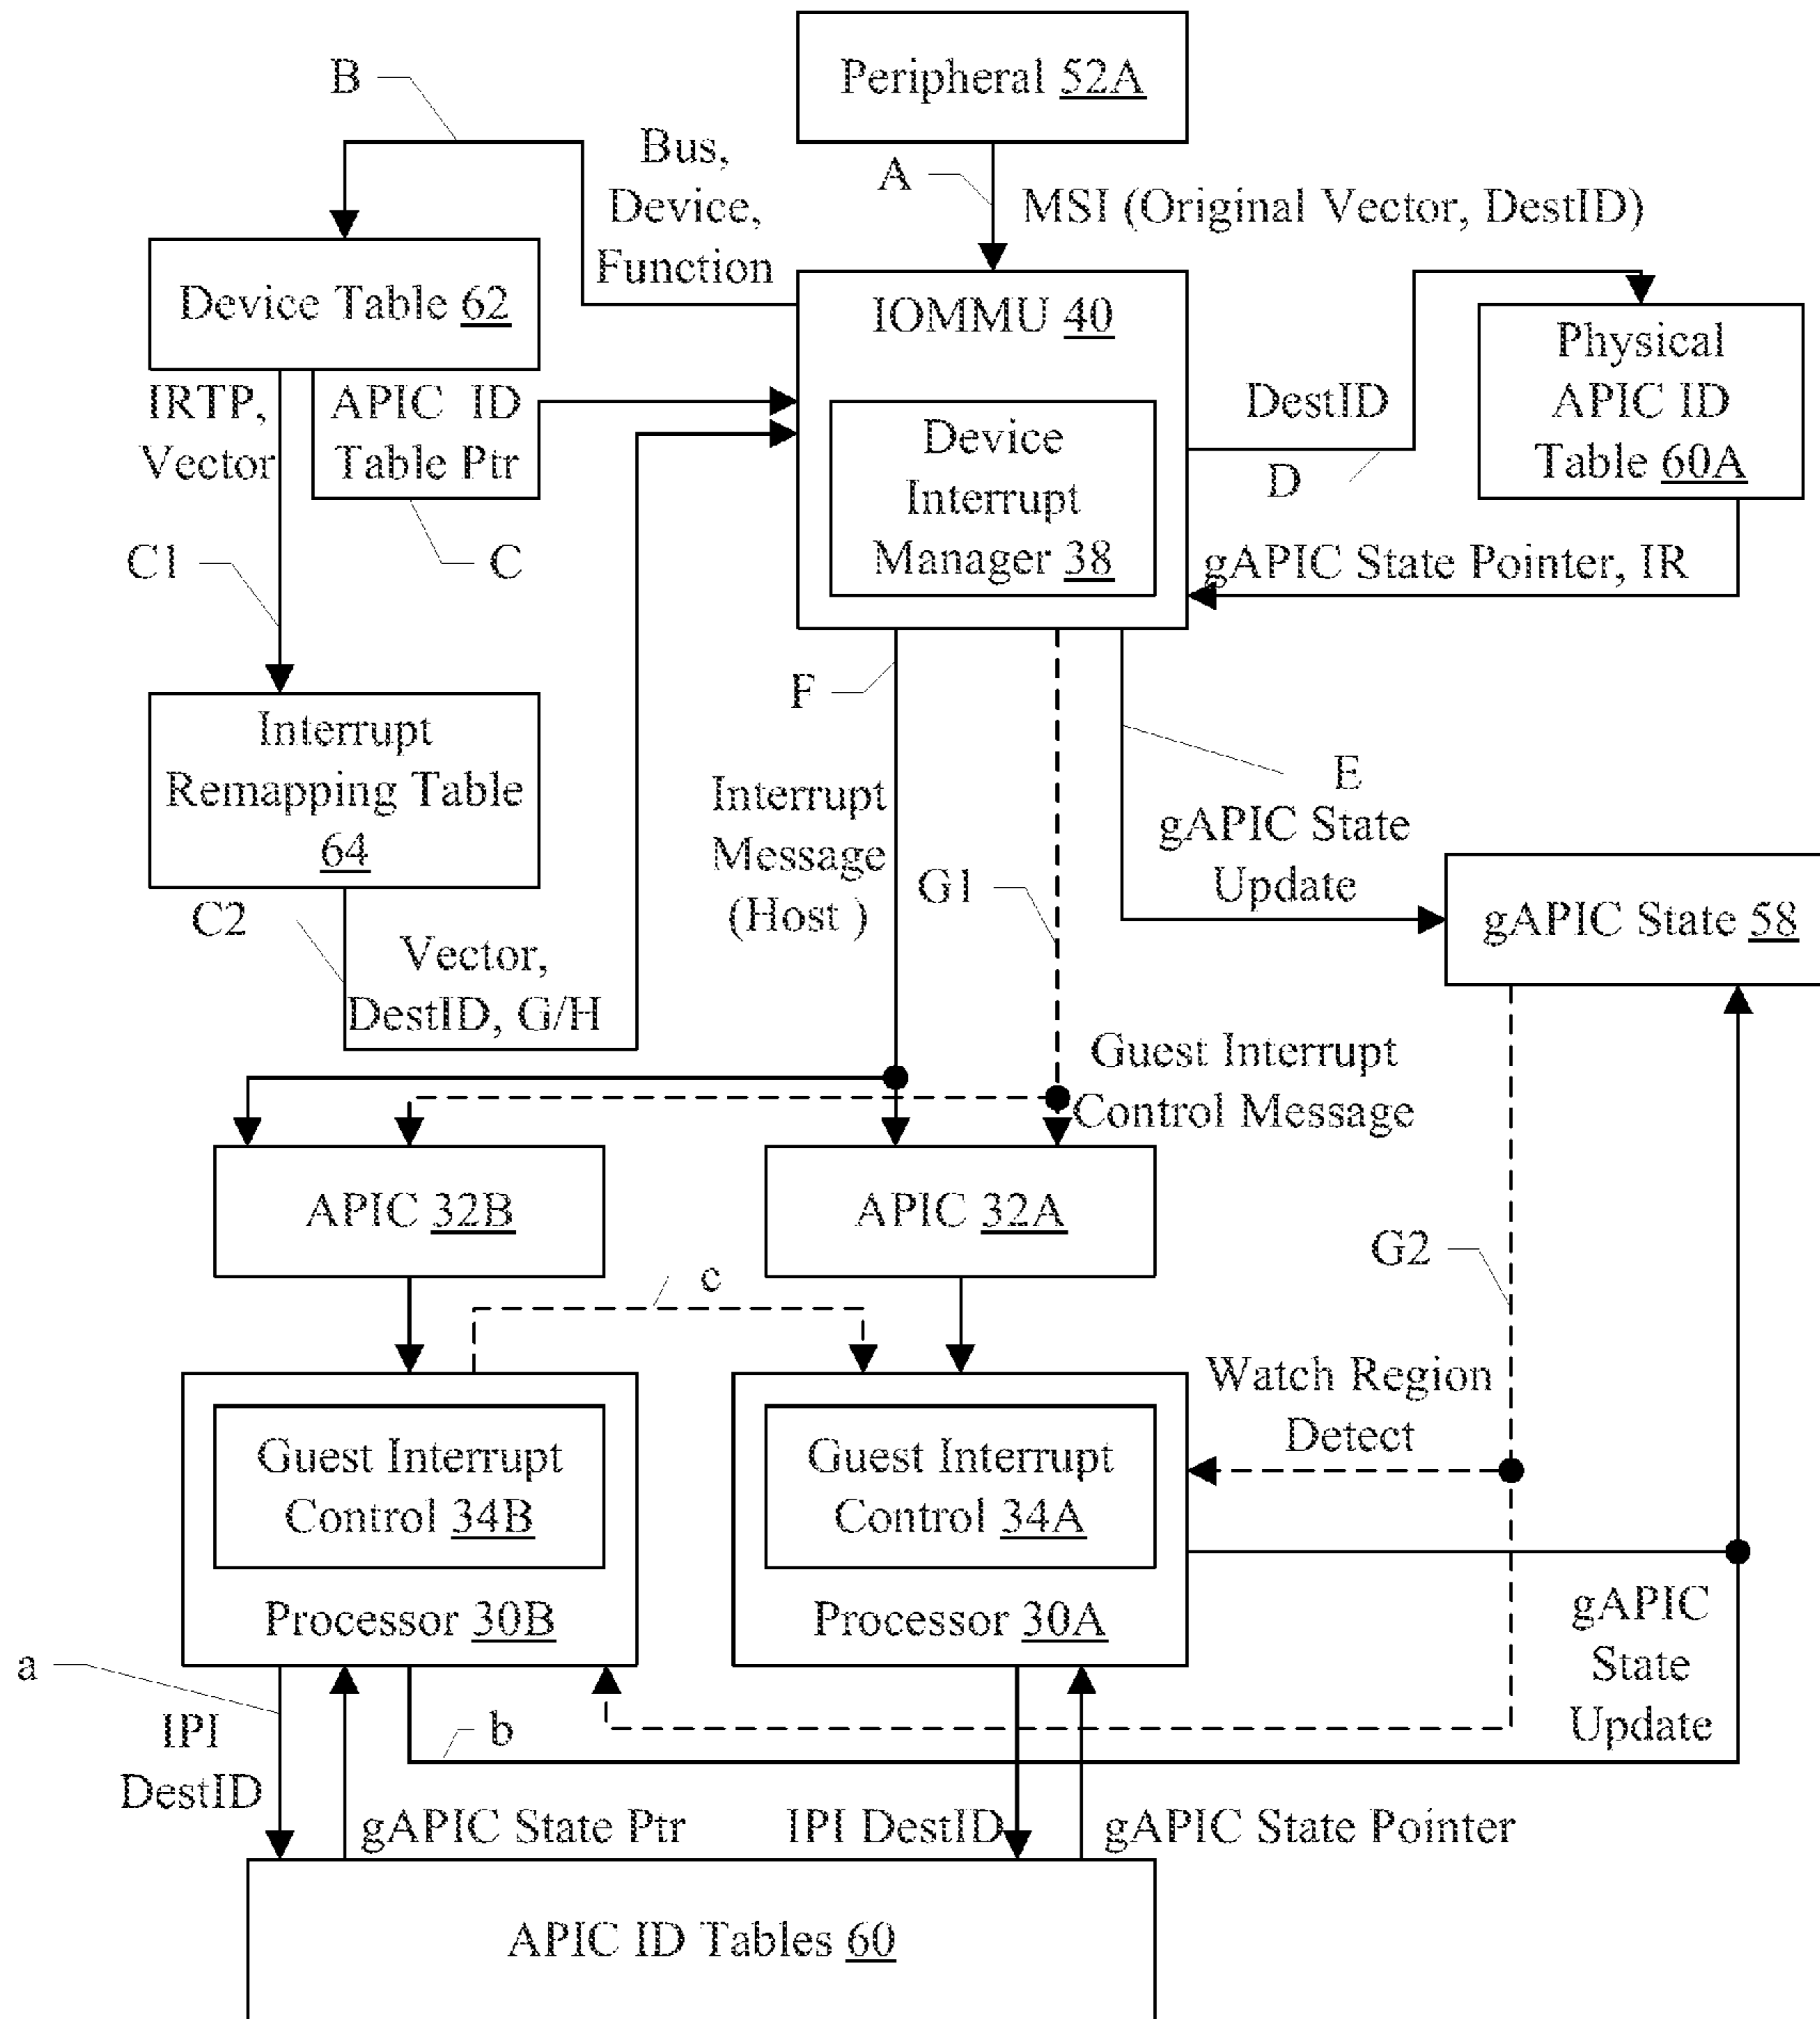 Peripheral 52A
B
Bus,
Device,
Function
A
MSI (Original Vector, DestID)
Device Table 62
IOMMU 40
Device
Interrupt
Manager 38
Physical
APIC ID
Table 60A
DestID
D
gAPIC State Pointer, IR
IRTP,
Vector
APIC ID
Table Ptr
C1
C
Interrupt
Remapping Table
64
F
E
gAPIC State
Update
Interrupt
Message
(Host )
G1
gAPIC State 58
C2
Vector,
DestID, G/H
Guest Interrupt
Control Message
APIC 32B
APIC 32A
G2
c
Watch Region
Detect
Guest Interrupt
Control 34B
Processor 30B
Guest Interrupt
Control 34A
Processor 30A
gAPIC
State
Update
a
IPI
DestID
b
gAPIC State Ptr
IPI DestID
gAPIC State Pointer
APIC ID Tables 60